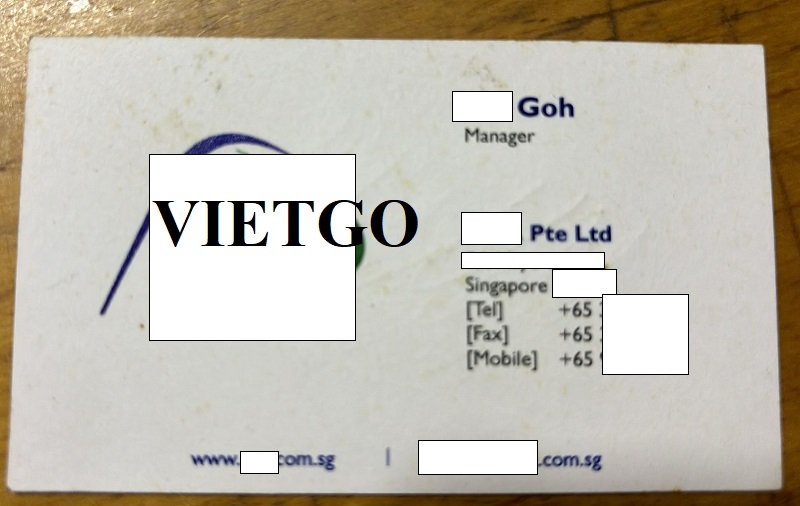 Goh
Manager
VIETGO
Pte Ltd
Singapore
[Tel] +65
[Fax] +65
[Mobile] +65
www. com.sg | .com.sg